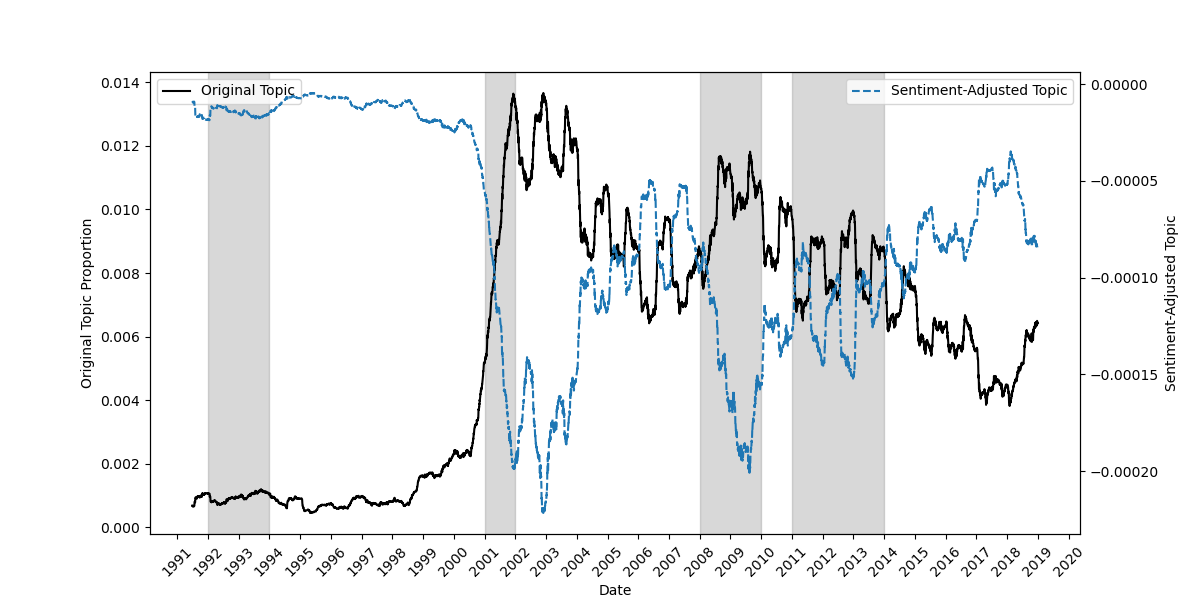 Original Topic
Sentiment-Adjusted Topic
0.014
0.012
0.010
0.008
0.006
0.004
0.002
0.000
Original Topic Proportion
0.00000
−0.00005
−0.00010
−0.00015
−0.00020
Sentiment-Adjusted Topic
1991 1992 1993 1994 1995 1996 1997 1998 1999 2000 2001 2002 2003 2004 2005 2006 2007 2008 2009 2010 2011 2012 2013 2014 2015 2016 2017 2018 2019 2020
Date